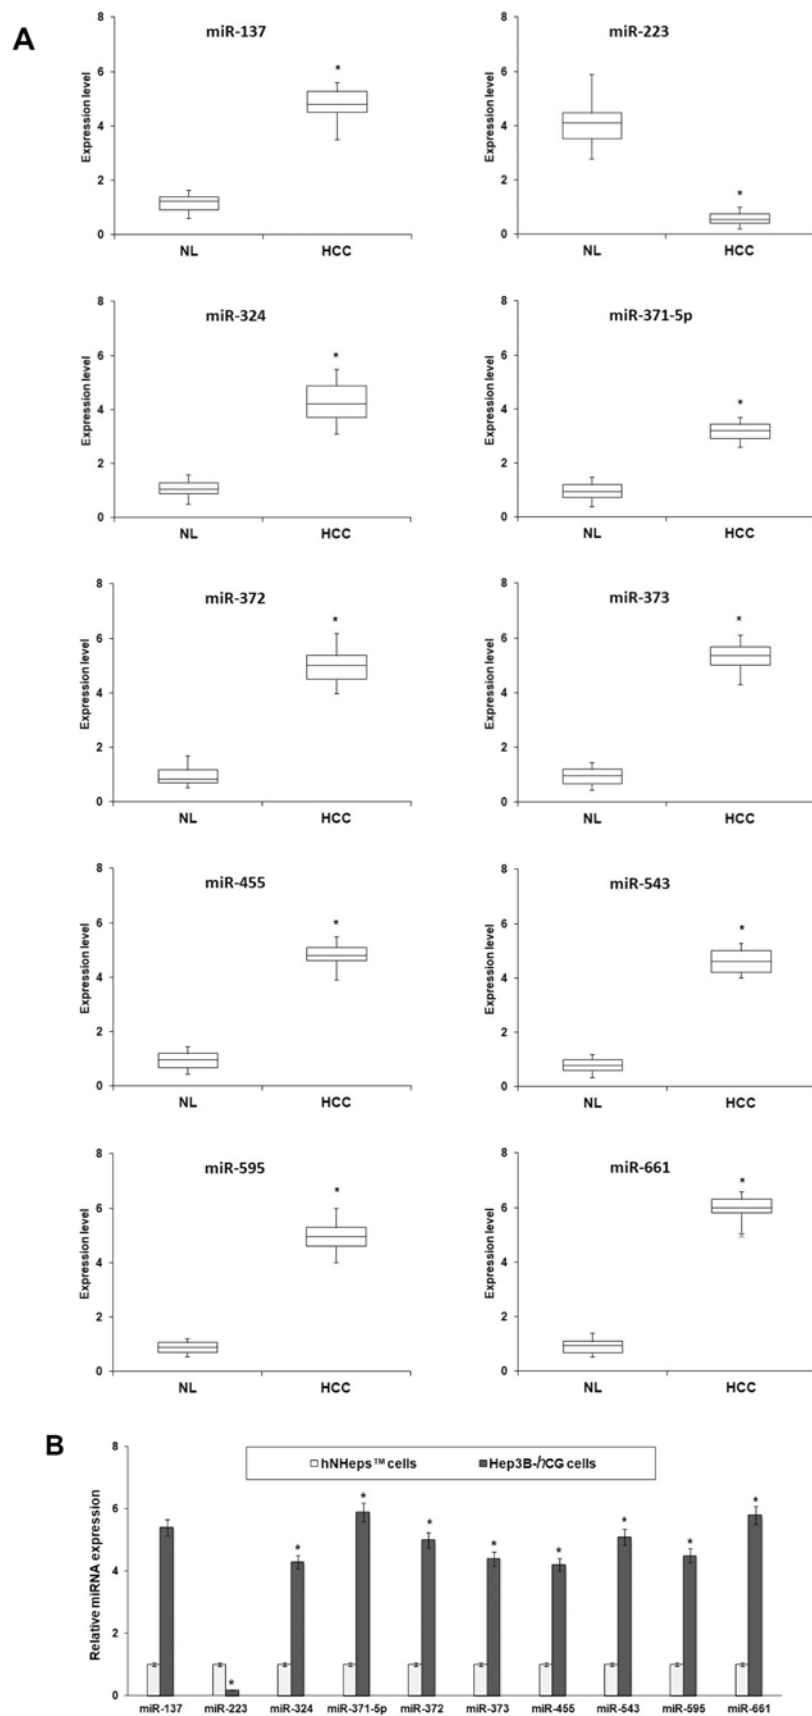 A
miR-137
miR-223
Expression level
8
6
4
2
0
*
NL
HCC
Expression level
8
6
4
2
0
*
NL
HCC
miR-324
miR-371-5p
Expression level
8
6
4
2
0
*
NL
HCC
Expression level
8
6
4
2
0
*
NL
HCC
miR-372
miR-373
Expression level
8
6
4
2
0
*
NL
HCC
Expression level
8
6
4
2
0
*
NL
HCC
miR-455
miR-543
Expression level
8
6
4
2
0
*
NL
HCC
Expression level
8
6
4
2
0
*
NL
HCC
miR-595
miR-661
Expression level
8
6
4
2
0
*
NL
HCC
Expression level
8
6
4
2
0
*
NL
HCC
B
Relative miRNA expression
8
6
4
2
0
hNHeps™ cells
Hep3B-hCG cells
* * * * * * * * *
miR-137 miR-223 miR-324 miR-371-5p miR-372 miR-373 miR-455 miR-543 miR-595 miR-661